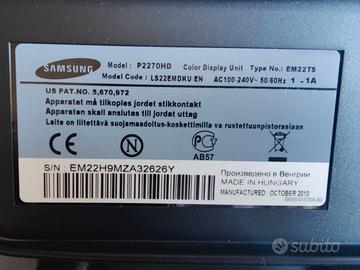 SAMSUNG
Model : P2270HD Color Display Unit Type No.: EM22TS
Model Code : LS22EMDKU EN AC100-240V~ 50/60Hz 1 - 1A
US PAT.NO. 5,670,972
Apparatet må tilkoples jordet stikkontakt
Apparaten skall anslutas till jordat uttag
Laite on liitettävä suojamaadoitus koskettimilla varustettuun pistorasiaan
CE
PC
AB57
S/N : EM22H9MZA32626Y
Произведено в Венгрии
MADE IN HUNGARY
MANUFACTURED : OCTOBER 2010
subito